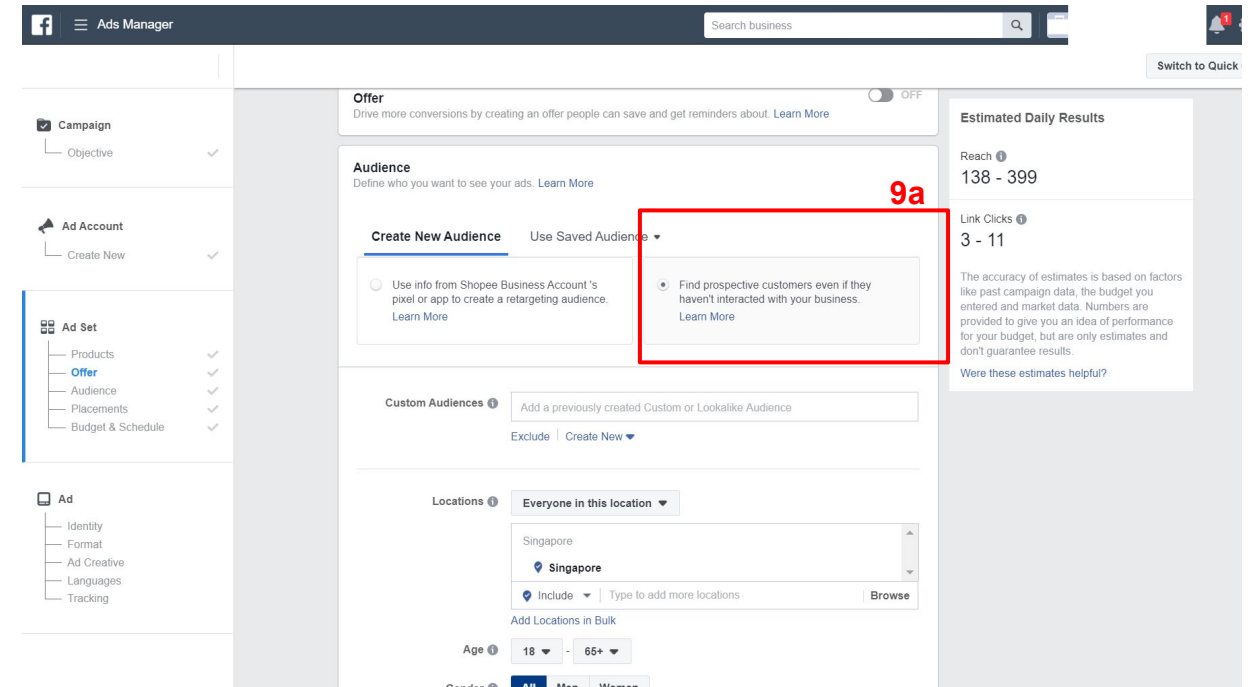 f Ads Manager
Search business
1
Switch to Quick
Campaign
Objective
Ad Account
Create New
Ad Set
Products
Offer
Audience
Placements
Budget & Schedule
Ad
Identity
Format
Ad Creative
Languages
Tracking
Offer
OFF
Drive more conversions by creating an offer people can save and get reminders about. Learn More
Audience
Define who you want to see your ads. Learn More
9a
Create New Audience Use Saved Audience
Use info from Shopee Business Account 's
pixel or app to create a retargeting audience.
Learn More
Find prospective customers even if they
haven't interacted with your business.
Learn More
Custom Audiences
Add a previously created Custom or Lookalike Audience
Exclude Create New
Locations
Everyone in this location
Singapore
Singapore
Include Type to add more locations Browse
Add Locations in Bulk
Age 18 - 65+
Gender All Men Women
Estimated Daily Results
Reach
138 - 399
Link Clicks
3 - 11
The accuracy of estimates is based on factors
like past campaign data, the budget you
entered and market data. Numbers are
provided to give you an idea of performance
for your budget, but are only estimates and
don't guarantee results.
Were these estimates helpful?